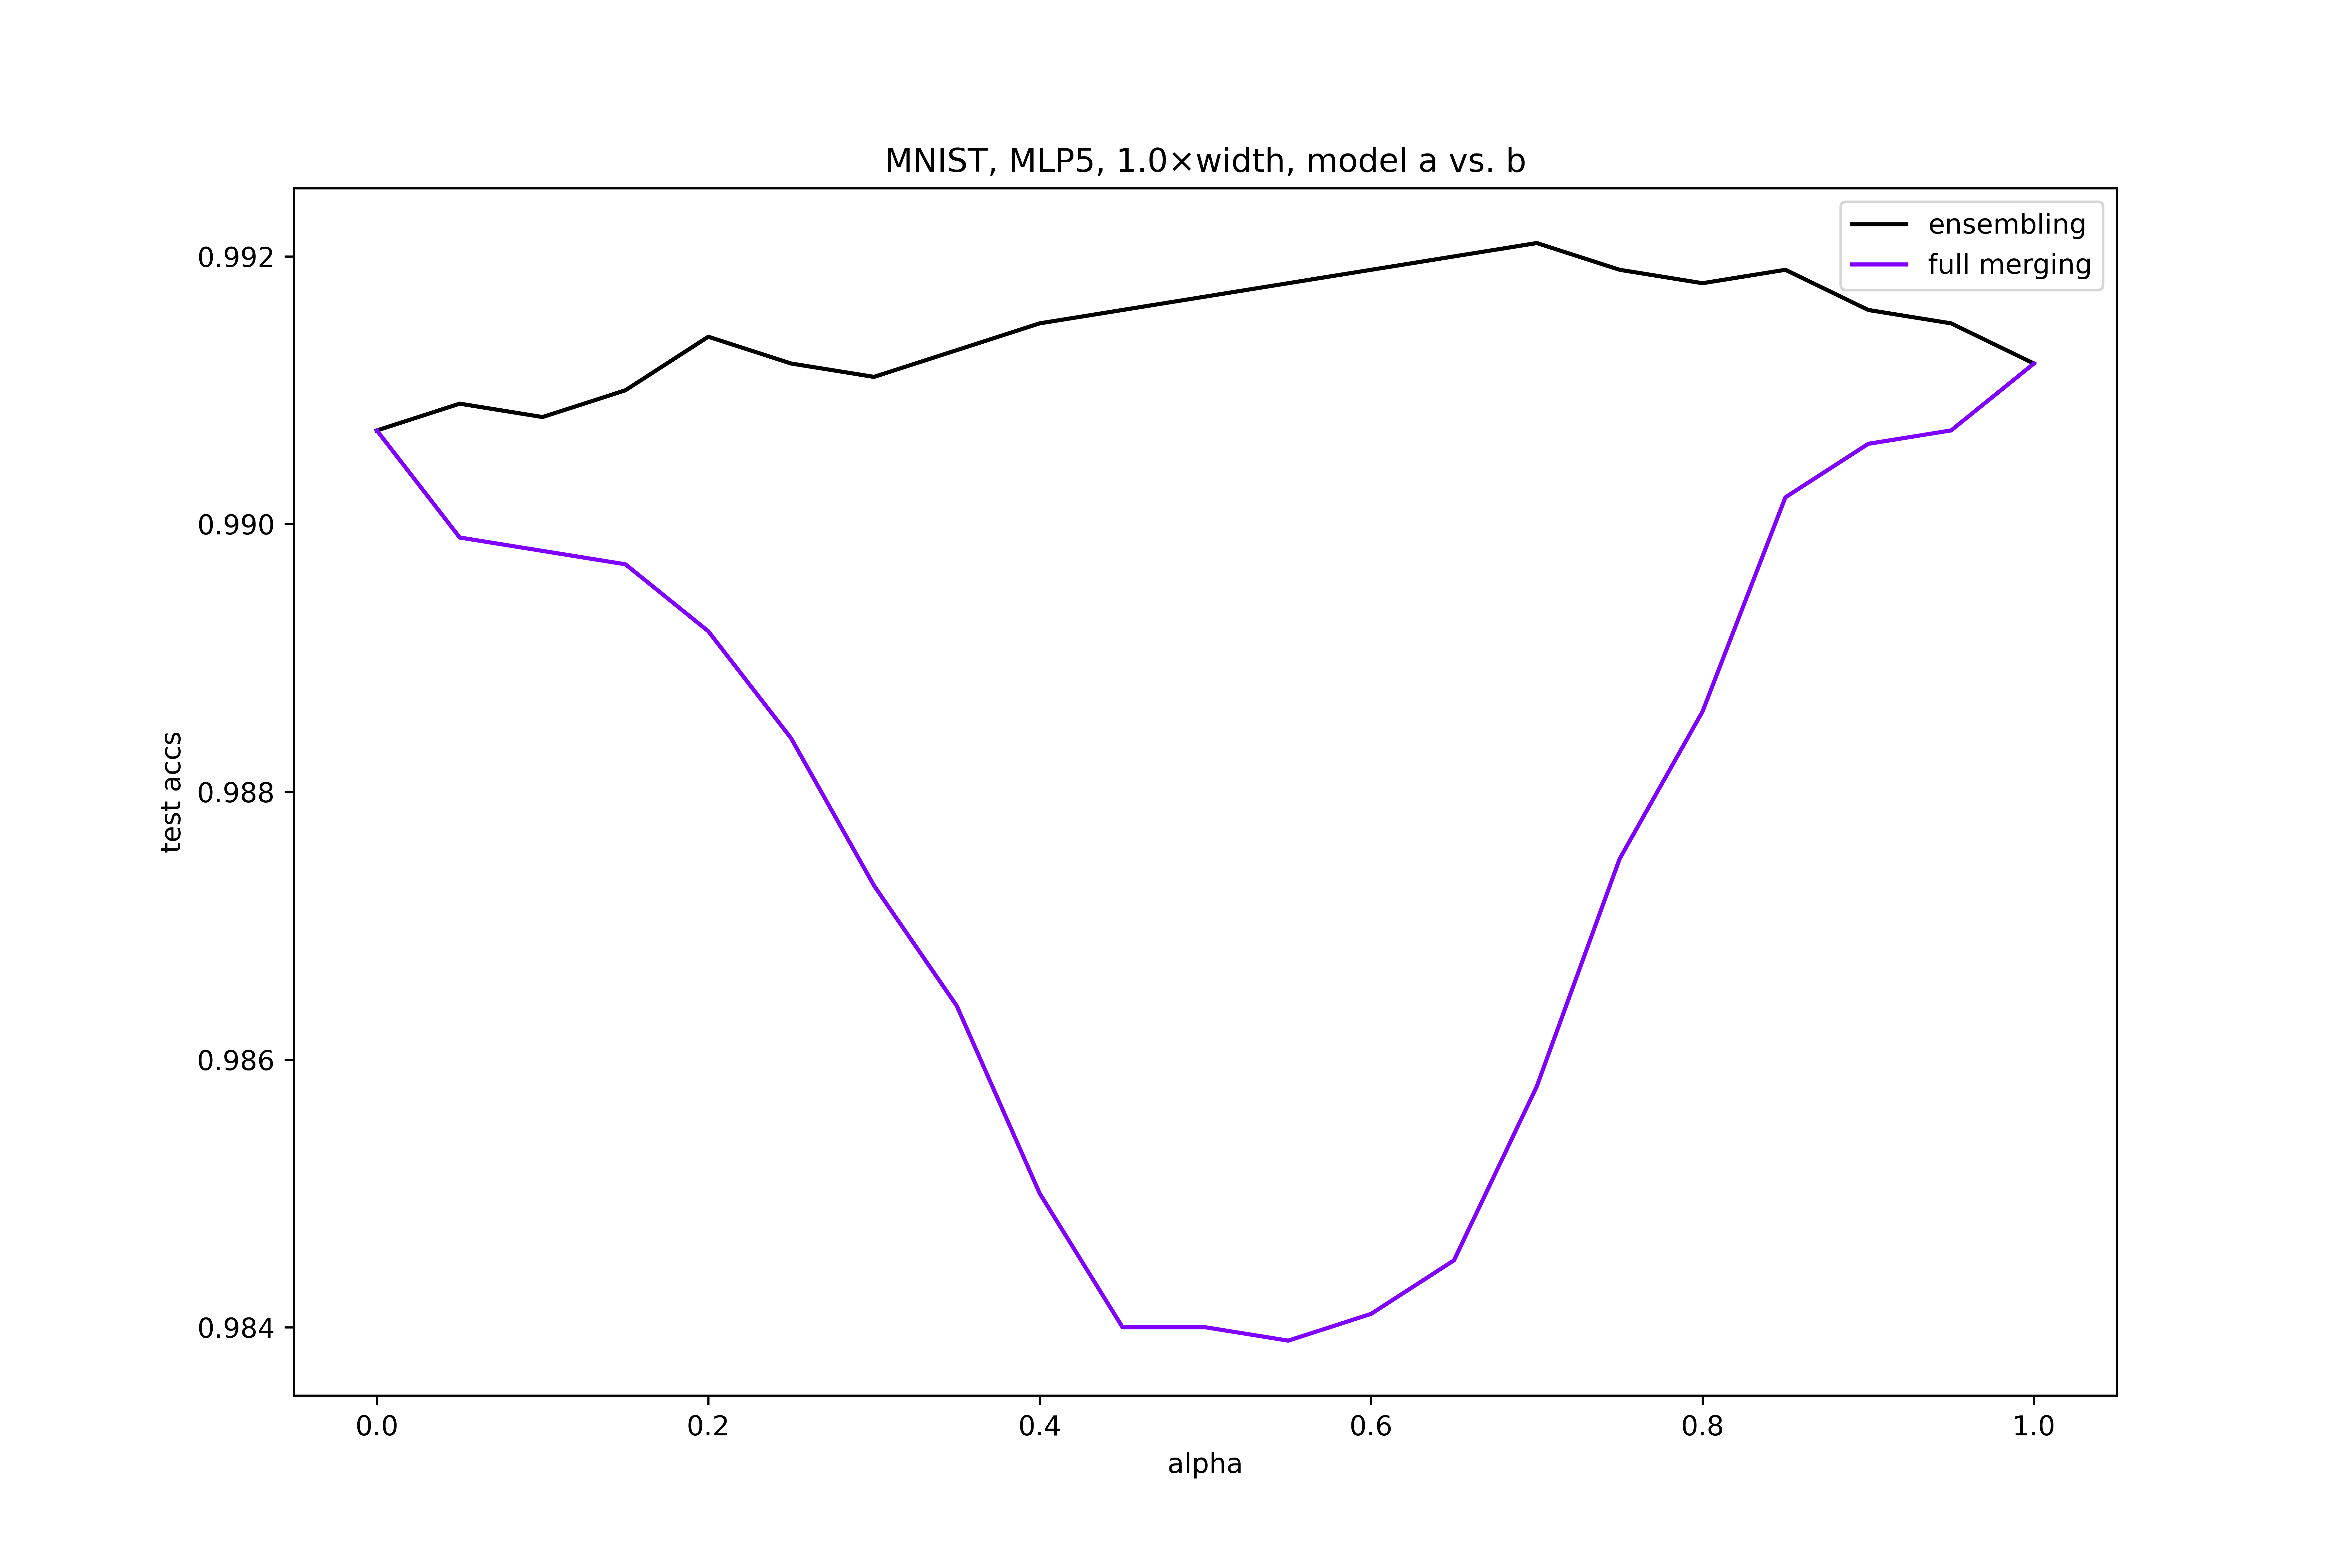 MNIST, MLP5, 1.0×width, model a vs. b
ensembling
full merging
0.992
0.990
0.988
0.986
0.984
test accs
0.0 0.2 0.4 0.6 0.8 1.0
alpha